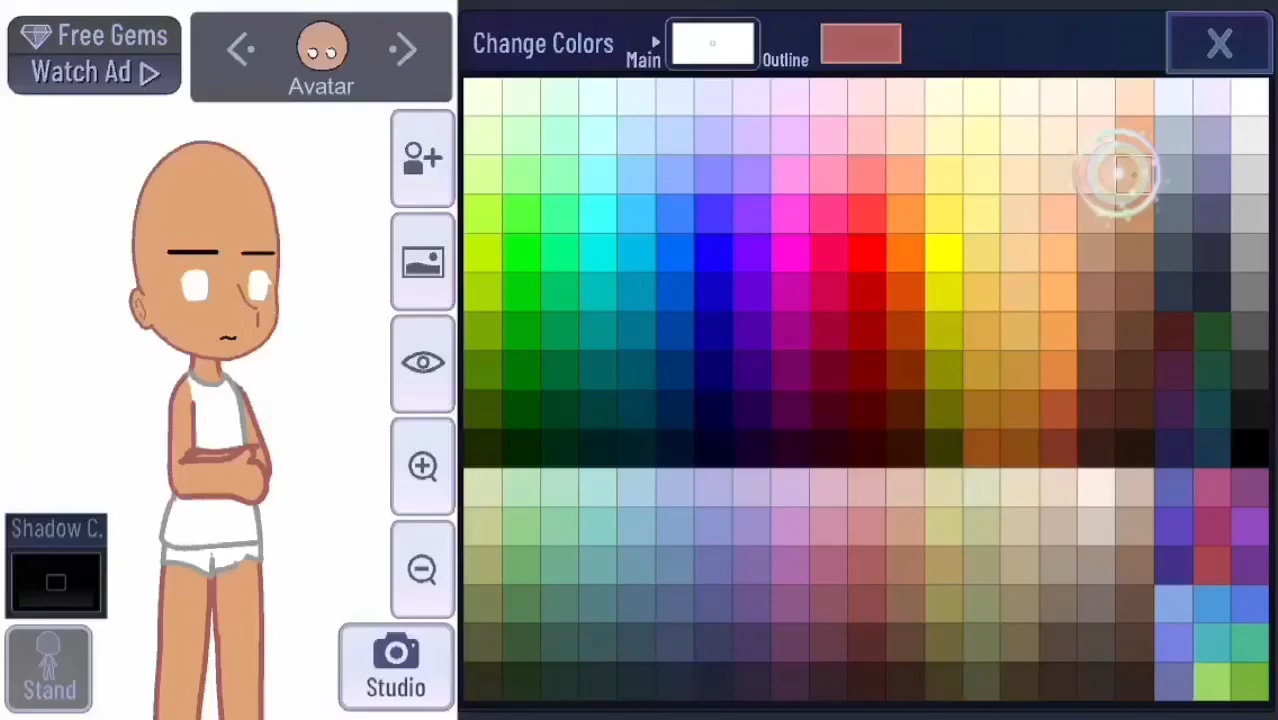 Free Gems
Watch Ad
Avatar
Change Colors
Main
Outline
X
Shadow C.
Stand
Studio